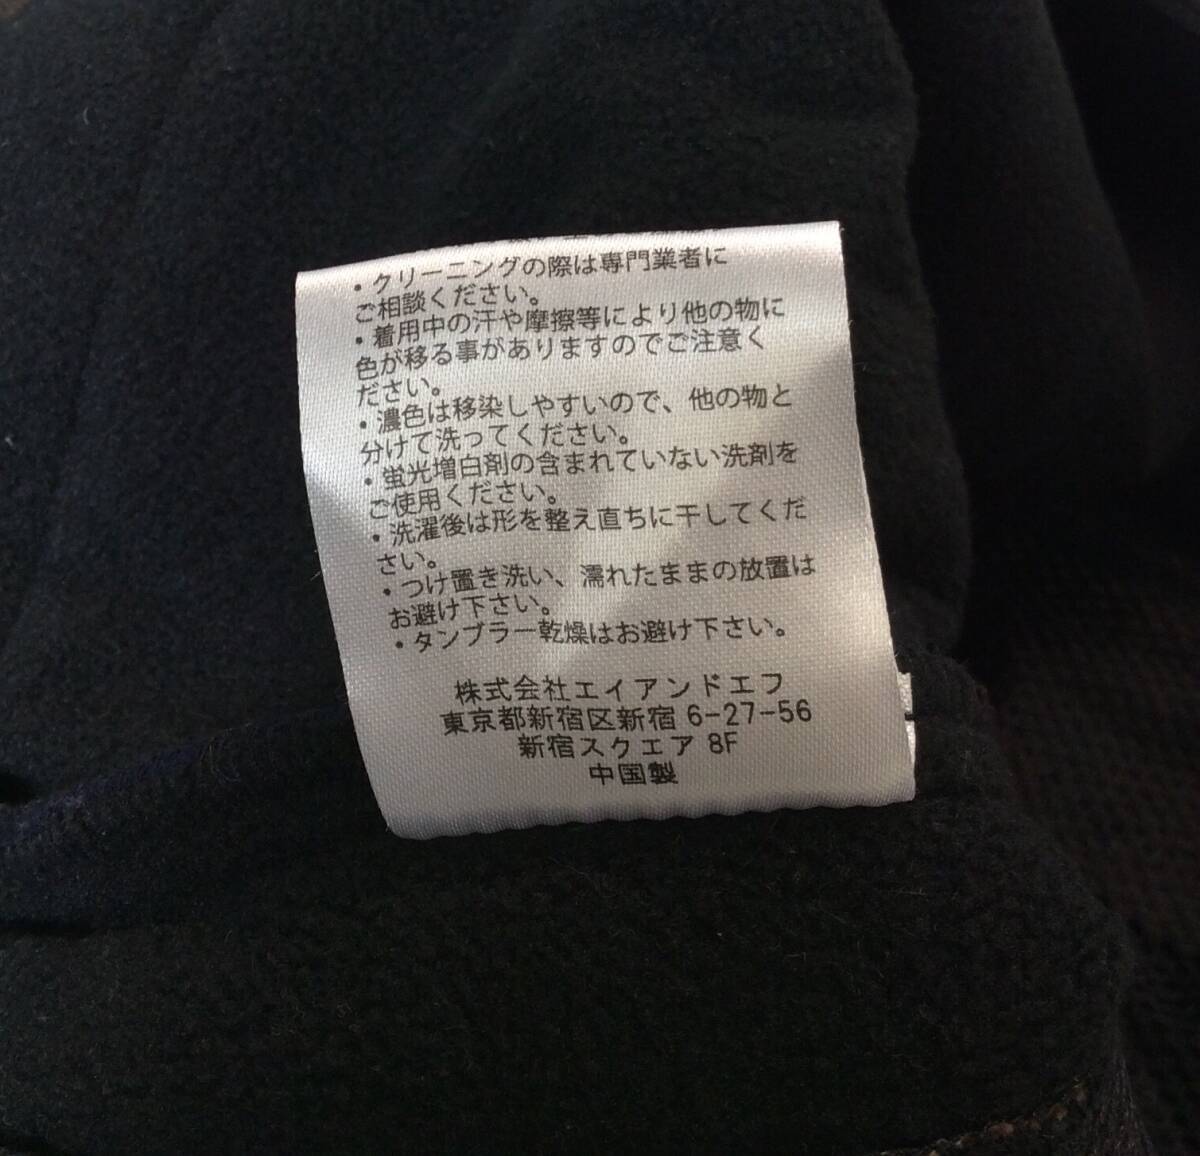 ・クリーニングの際は専門業者に
ご相談ください。
・着用中の汗や摩擦等により他の物に
色が移る事がありますのでご注意く
ださい。
・濃色は移染しやすいので、他の物と
分けて洗ってください。
・蛍光増白剤の含まれていない洗剤を
ご使用ください。
・洗濯後は形を整え直ちに干してくだ
さい。
・つけ置き洗い、濡れたままの放置は
お避け下さい。
・タンブラー乾燥はお避け下さい。
株式会社エイアンドエフ
東京都新宿区新宿 6-27-56
新宿スクエア 8F
中国製